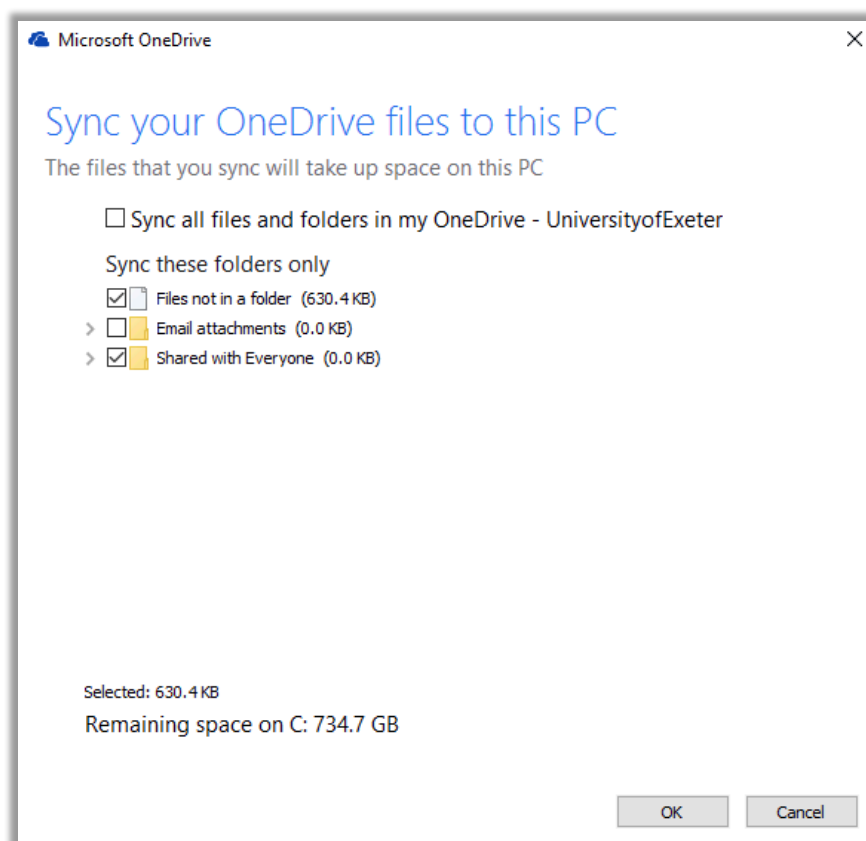 Microsoft OneDrive
Sync your OneDrive files to this PC
The files that you sync will take up space on this PC
Sync all files and folders in my OneDrive - UniversityofExeter
Sync these folders only
Files not in a folder (630.4 KB)
Email attachments (0.0 KB)
Shared with Everyone (0.0 KB)
Selected: 630.4 KB
Remaining space on C: 734.7 GB
OK Cancel